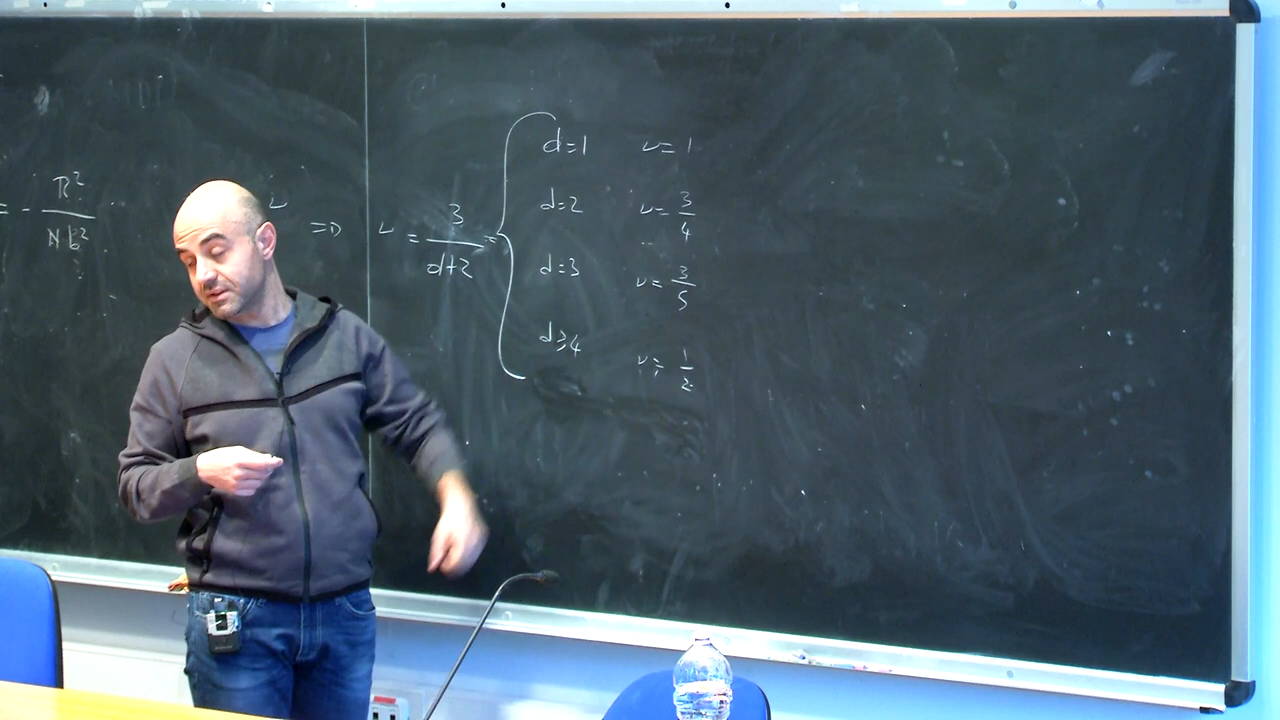 = - R² / N b²
ν
⇒ ν = 3 / d+2 =
d=1 ν=1
d=2 ν=3/4
d=3 ν=3/5
d≥4 ν= 1/2